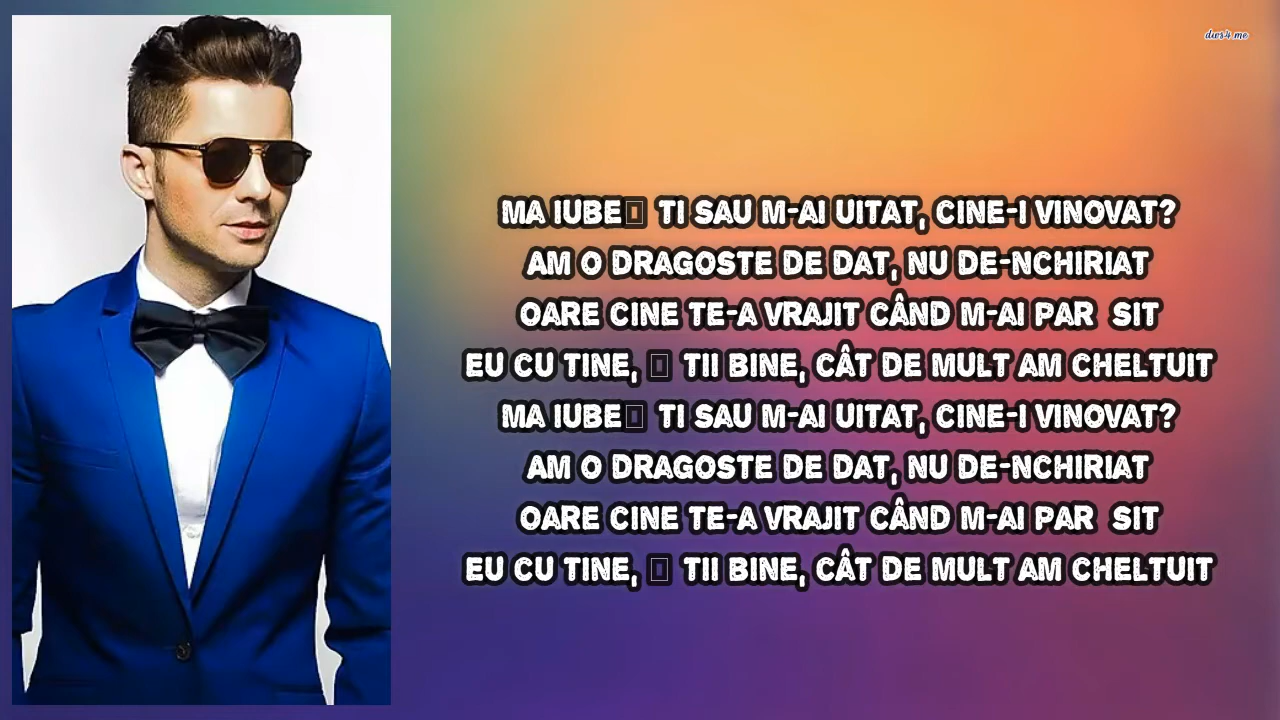 dies4.me
MA IUBE□ TI SAU M-AI UITAT, CINE-I VINOVAT?
AM O DRAGOSTE DE DAT, NU DE-NCHIRIAT
OARE CINE TE-A VRAJIT CÂND M-AI PAR SIT
EU CU TINE, □ TII BINE, CÂT DE MULT AM CHELTUIT
MA IUBE□ TI SAU M-AI UITAT, CINE-I VINOVAT?
AM O DRAGOSTE DE DAT, NU DE-NCHIRIAT
OARE CINE TE-A VRAJIT CÂND M-AI PAR SIT
EU CU TINE, □ TII BINE, CÂT DE MULT AM CHELTUIT